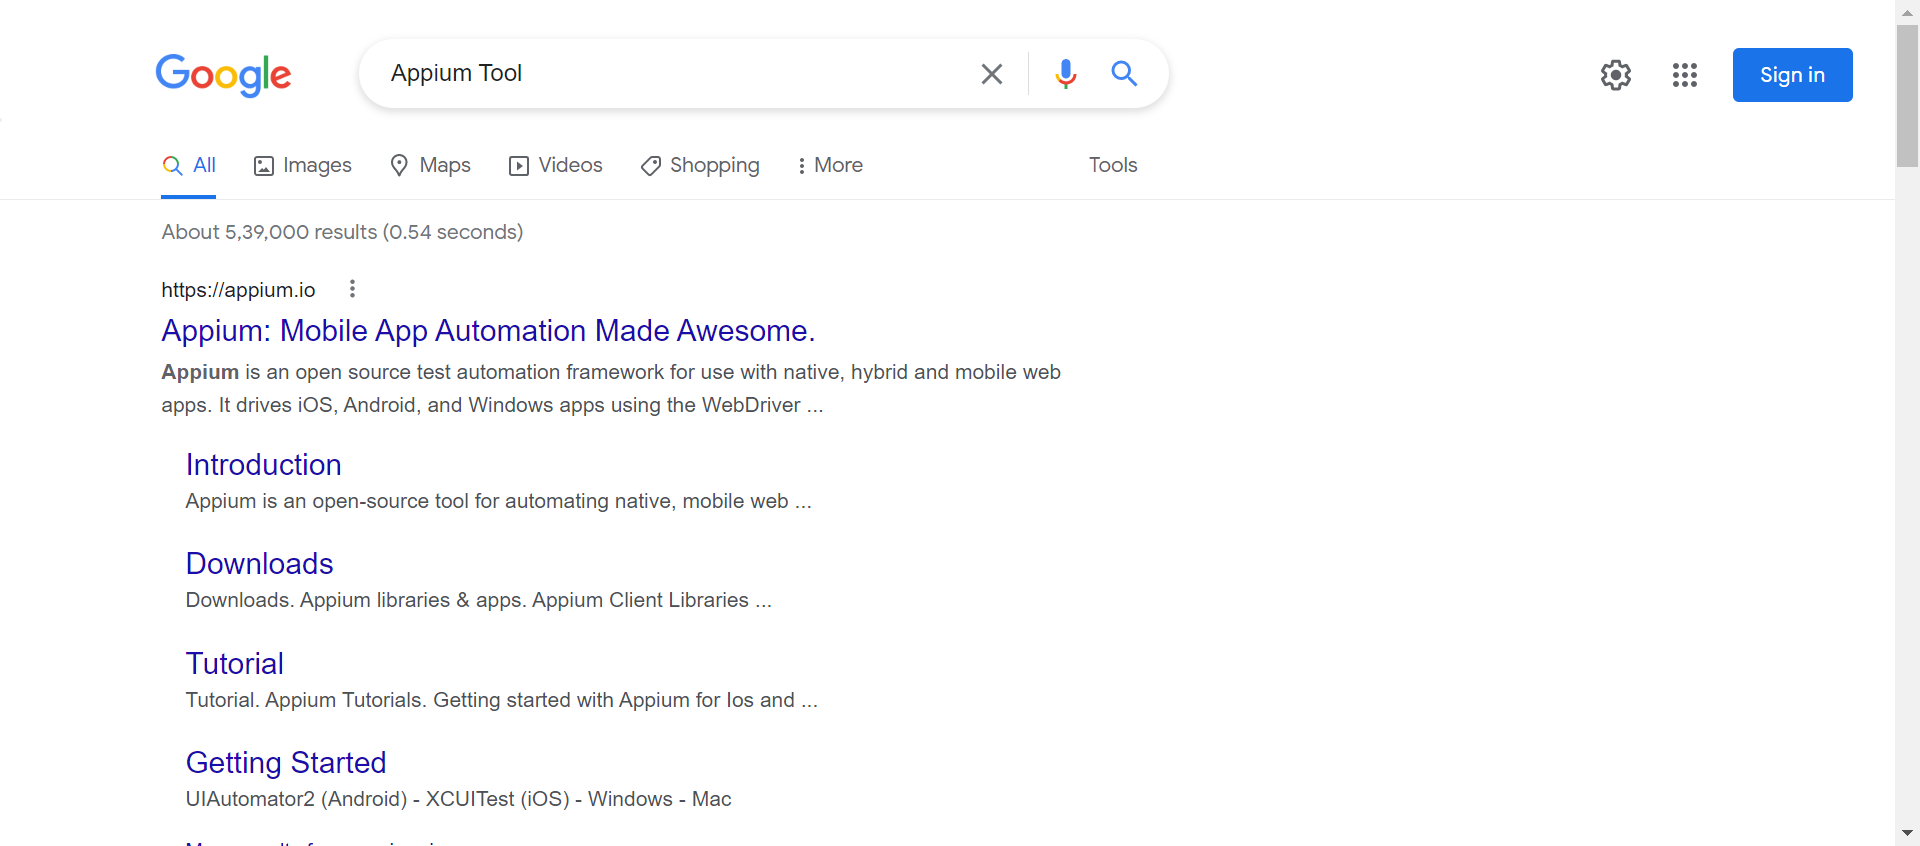 Google
Appium Tool
Sign in
All Images Maps Videos Shopping More Tools
About 5,39,000 results (0.54 seconds)
https://appium.io
Appium: Mobile App Automation Made Awesome.
Appium is an open source test automation framework for use with native, hybrid and mobile web
apps. It drives iOS, Android, and Windows apps using the WebDriver ...
Introduction
Appium is an open-source tool for automating native, mobile web ...
Downloads
Downloads. Appium libraries & apps. Appium Client Libraries ...
Tutorial
Tutorial. Appium Tutorials. Getting started with Appium for Ios and ...
Getting Started
UIAutomator2 (Android) - XCUITest (iOS) - Windows - Mac